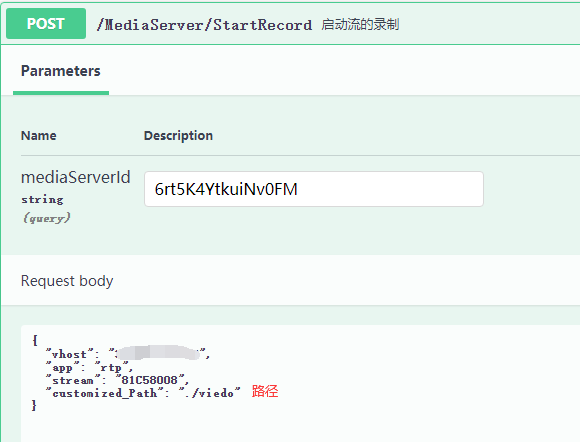 POST /MediaServer/StartRecord 启动流的录制
Parameters
Name Description
mediaServerId 6rt5K4YtkuiNv0FM
string
(query)
Request body
{
"vhost": "
",
"app": "rtp",
"stream": "81C58008",
"customized_Path": "./viedo" 路径
}